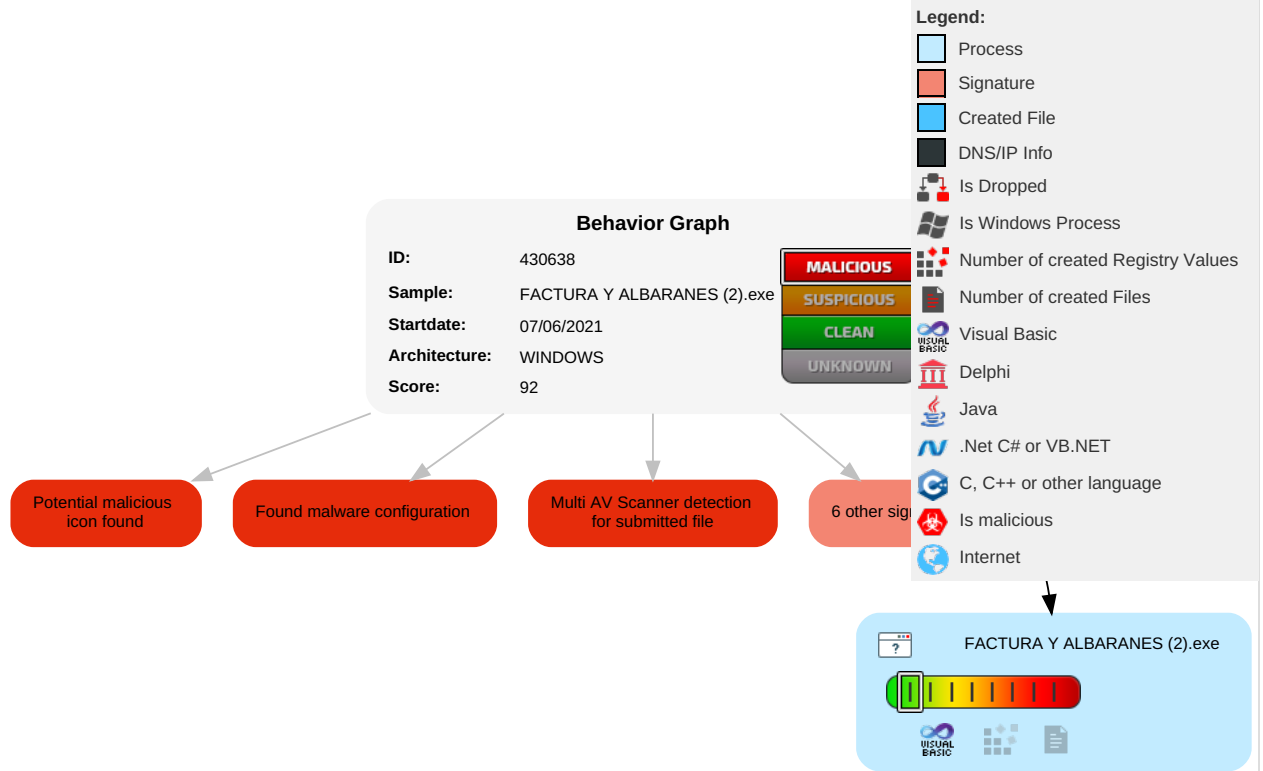 Legend:
Process
Signature
Created File
DNS/IP Info
Is Dropped
Is Windows Process
Number of created Registry Values
Number of created Files
VISUAL
BASIC
Visual Basic
Delphi
Java
.Net C# or VB.NET
C, C++ or other language
Is malicious
Internet
Behavior Graph
ID: 430638
Sample: FACTURA Y ALBARANES (2).exe
Startdate: 07/06/2021
Architecture: WINDOWS
Score: 92
MALICIOUS
SUSPICIOUS
CLEAN
UNKNOWN
Potential malicious
icon found
Found malware configuration
Multi AV Scanner detection
for submitted file
6 other
?
FACTURA Y ALBARANES (2).exe
VISUAL
BASIC